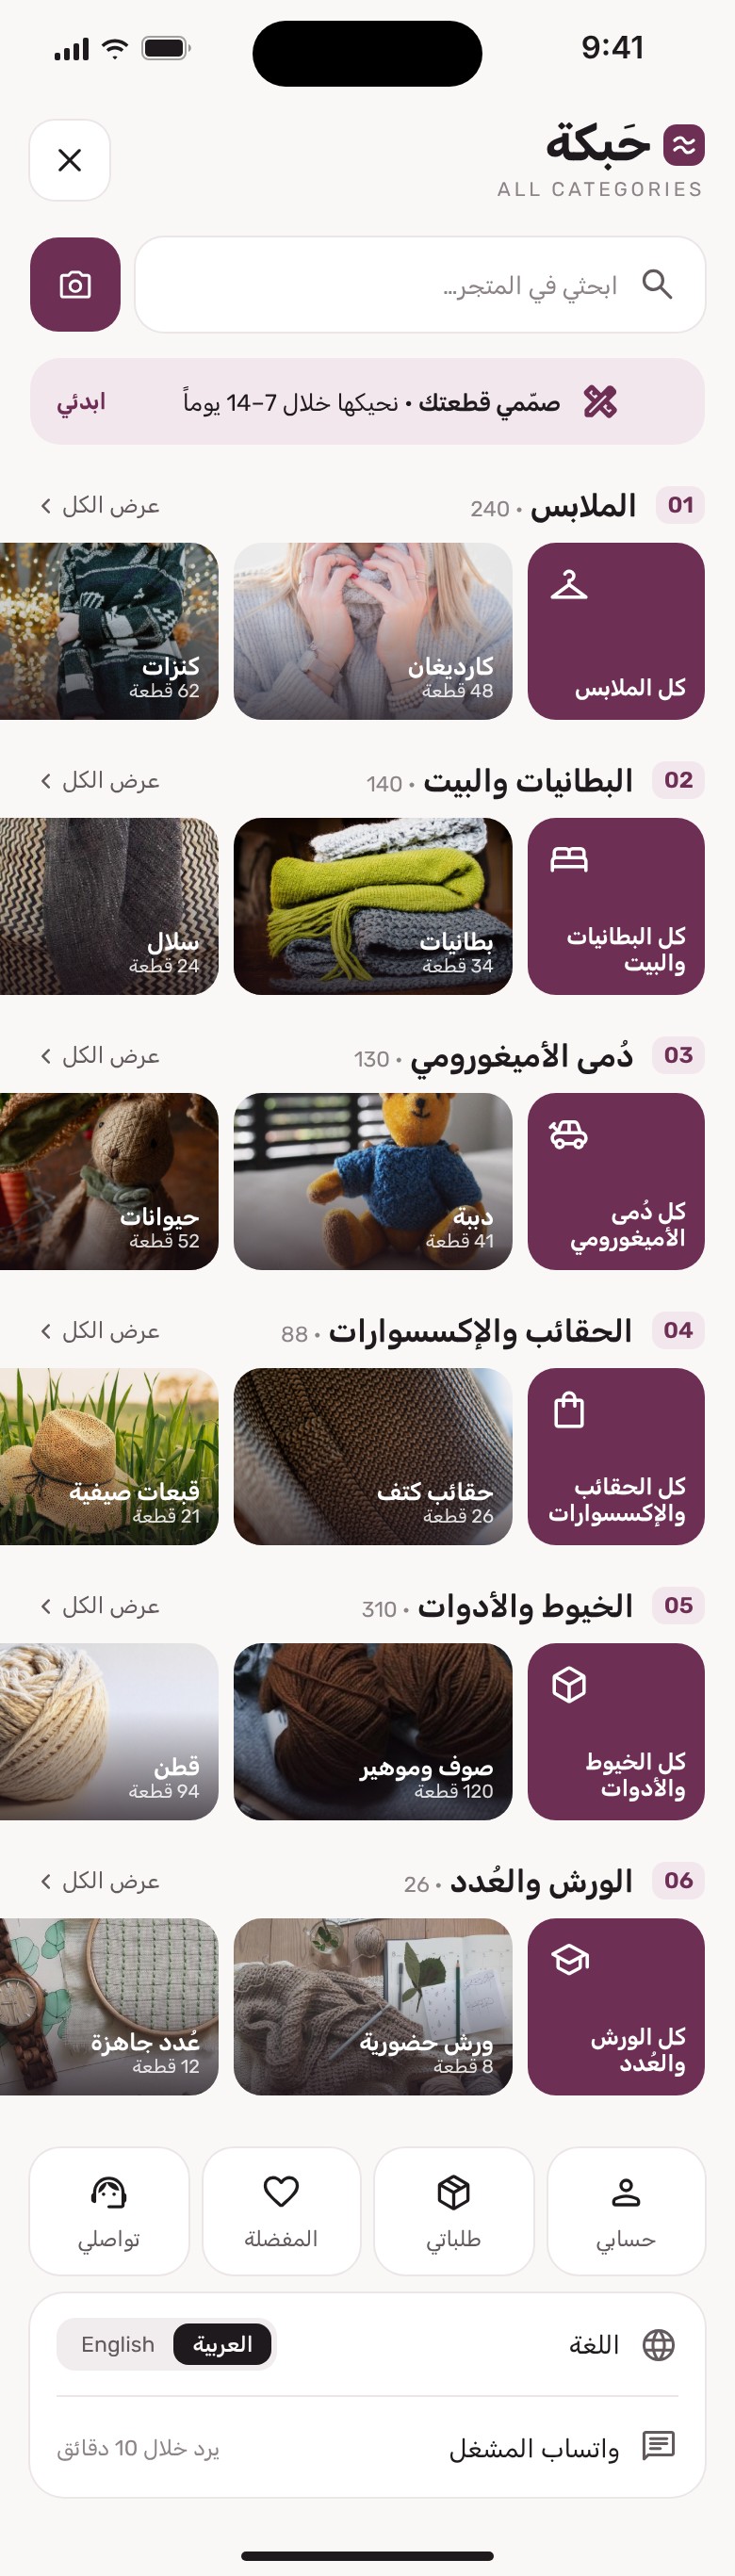 9:41
حَبكة
ALL CATEGORIES
ابحثي في المتجر...
صمّمي قطعتك • نحيكها خلال 7–14 يوماً
ابدئي
01 الملابس • 240
عرض الكل
كل الملابس
كارديغان
48 قطعة
كنزات
62 قطعة
02 البطانيات والبيت • 140
عرض الكل
كل البطانيات
والبيت
بطانيات
34 قطعة
سلال
24 قطعة
03 دُمى الأميغورومي • 130
عرض الكل
كل دُمى
الأميغورومي
دببة
41 قطعة
حيوانات
52 قطعة
04 الحقائب والإكسسوارات • 88
عرض الكل
كل الحقائب
والإكسسوارات
حقائب كتف
26 قطعة
قبعات صيفية
21 قطعة
05 الخيوط والأدوات • 310
عرض الكل
كل الخيوط
والأدوات
صوف وموهير
120 قطعة
قطن
94 قطعة
06 الورش والعُدد • 26
عرض الكل
كل الورش
والعُدد
ورش حضورية
8 قطعة
عُدد جاهزة
12 قطعة
حسابي
طلباتي
المفضلة
تواصلي
اللغة
العربية
English
واتساب المشغل
يرد خلال 10 دقائق